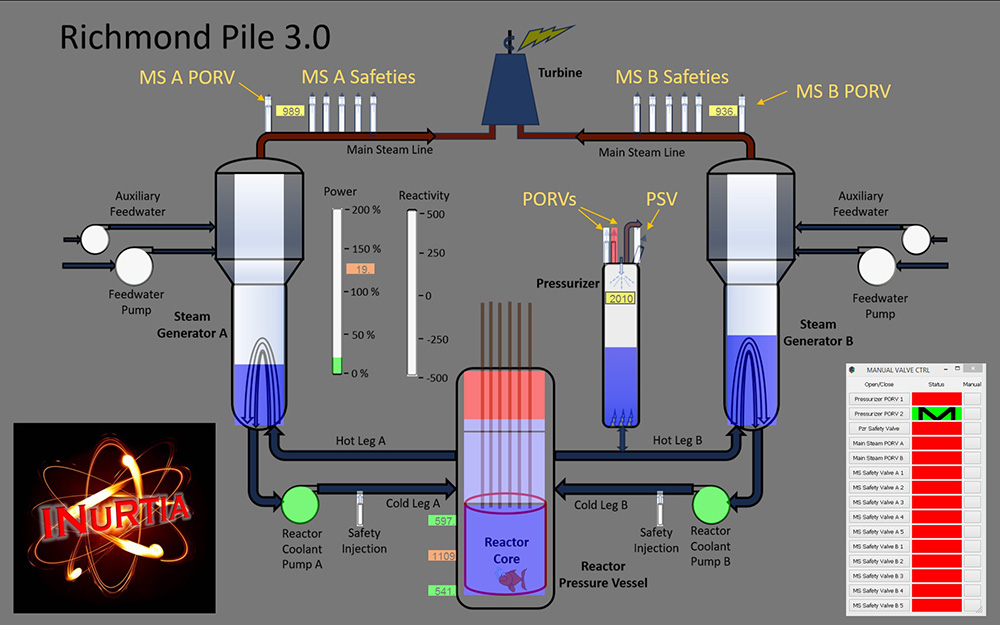 Richmond Pile 3.0
MS A PORV
MS A Safeties
Turbine
MS B Safeties
MS B PORV
989.
936.
Main Steam Line
Main Steam Line
Auxiliary
Feedwater
Feedwater
Pump
Steam
Generator A
Power
200 %
150 %
19.
100 %
50 %
0 %
Reactivity
500
250
0
-250
-500
PORVs
PSV
Pressurizer
2010
Auxiliary
Feedwater
Feedwater
Pump
Steam
Generator B
Hot Leg A
Hot Leg B
Cold Leg A
Cold Leg B
Reactor
Coolant
Pump A
Safety
Injection
597.
1109
541.
Reactor
Core
Reactor
Pressure Vessel
Safety
Injection
Reactor
Coolant
Pump B
INURTIA
MANUAL VALVE CTRL
Open/Close Status Manual
Pressurizer PORV 1
Pressurizer PORV 2 M
Pzr Safety Valve
Main Steam PORV A
Main Steam PORV B
MS Safety Valve A 1
MS Safety Valve A 2
MS Safety Valve A 3
MS Safety Valve A 4
MS Safety Valve A 5
MS Safety Valve B 1
MS Safety Valve B 2
MS Safety Valve B 3
MS Safety Valve B 4
MS Safety Valve B 5